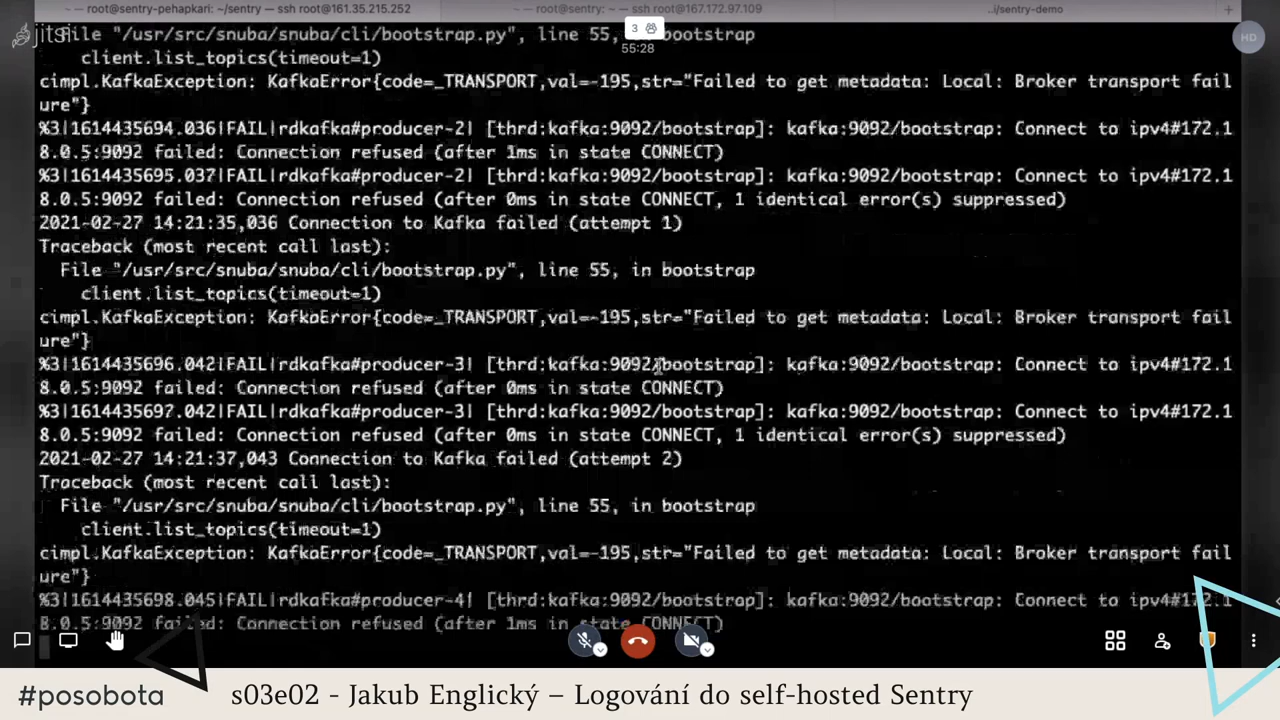 — root@sentry-pehapkari: ~/sentry — ssh root@161.35.215.252
~ — root@sentry-demo: ~/sentry — ssh root@167.172.97.109
..i/sentry-demo
+
jitsi
3
HD
55:28
File "/usr/src/snuba/snuba/cli/bootstrap.py", line 55, in bootstrap
client.list_topics(timeout=1)
cimpl.KafkaException: KafkaError{code=_TRANSPORT,val=-195,str="Failed to get metadata: Local: Broker transport fail
ure"}
%3|1614435694.036|FAIL|rdkafka#producer-2| [thrd:kafka:9092/bootstrap]: kafka:9092/bootstrap: Connect to ipv4#172.1
8.0.5:9092 failed: Connection refused (after 1ms in state CONNECT)
%3|1614435695.037|FAIL|rdkafka#producer-2| [thrd:kafka:9092/bootstrap]: kafka:9092/bootstrap: Connect to ipv4#172.1
8.0.5:9092 failed: Connection refused (after 0ms in state CONNECT, 1 identical error(s) suppressed)
2021-02-27 14:21:35,036 Connection to Kafka failed (attempt 1)
Traceback (most recent call last):
File "/usr/src/snuba/snuba/cli/bootstrap.py", line 55, in bootstrap
client.list_topics(timeout=1)
cimpl.KafkaException: KafkaError{code=_TRANSPORT,val=-195,str="Failed to get metadata: Local: Broker transport fail
ure"}
%3|1614435696.042|FAIL|rdkafka#producer-3| [thrd:kafka:9092/bootstrap]: kafka:9092/bootstrap: Connect to ipv4#172.1
8.0.5:9092 failed: Connection refused (after 0ms in state CONNECT)
%3|1614435697.042|FAIL|rdkafka#producer-3| [thrd:kafka:9092/bootstrap]: kafka:9092/bootstrap: Connect to ipv4#172.1
8.0.5:9092 failed: Connection refused (after 0ms in state CONNECT, 1 identical error(s) suppressed)
2021-02-27 14:21:37,043 Connection to Kafka failed (attempt 2)
Traceback (most recent call last):
File "/usr/src/snuba/snuba/cli/bootstrap.py", line 55, in bootstrap
client.list_topics(timeout=1)
cimpl.KafkaException: KafkaError{code=_TRANSPORT,val=-195,str="Failed to get metadata: Local: Broker transport fail
ure"}
%3|1614435698.045|FAIL|rdkafka#producer-4| [thrd:kafka:9092/bootstrap]: kafka:9092/bootstrap: Connect to ipv4#172.1
8.0.5:9092 failed: Connection refused (after 1ms in state CONNECT)
#posobota s03e02 - Jakub Englický – Logování do self-hosted Sentry